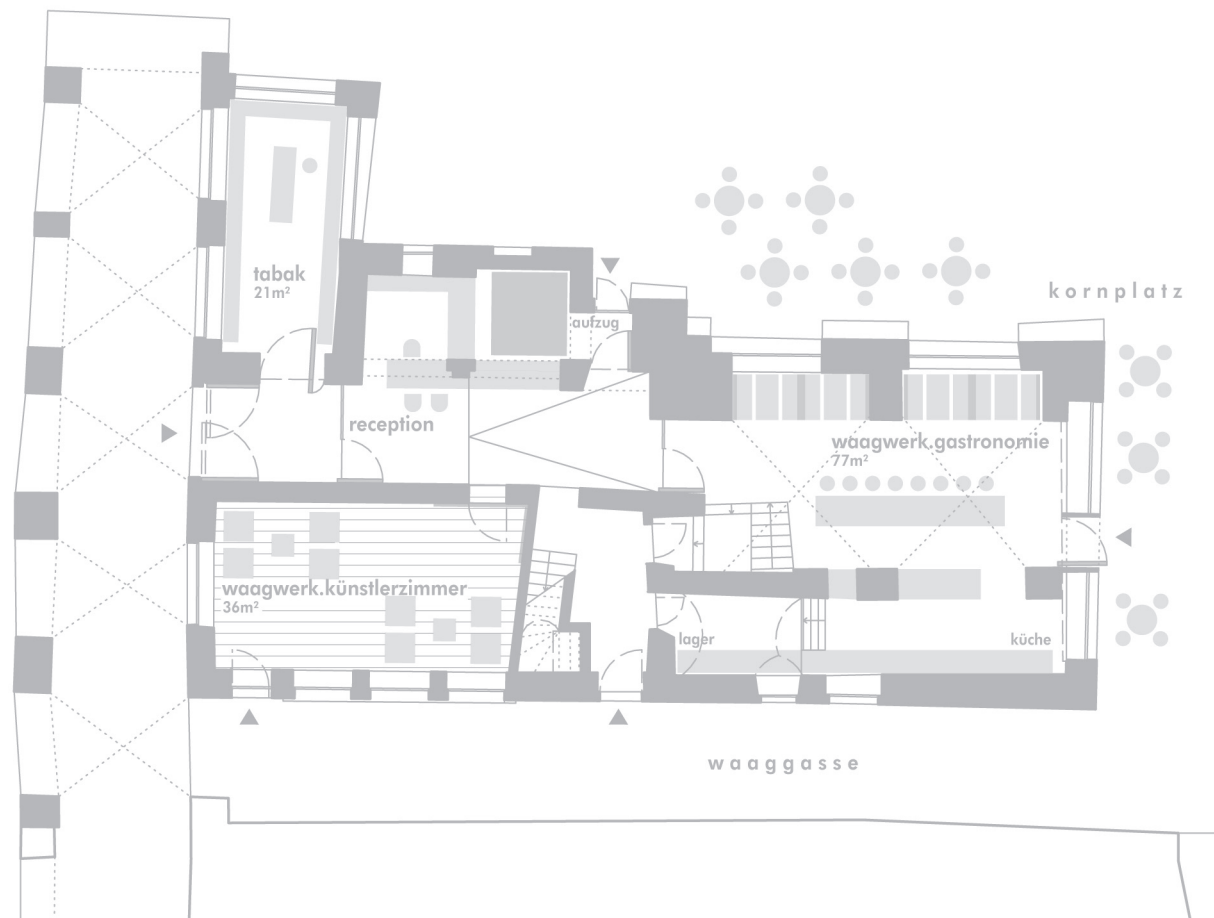 tabak
21m²
aufzug
kornplatz
reception
waagwerk.gastronomie
77m²
waagwerk.künstlerzimmer
36m²
lager
küche
waaggasse